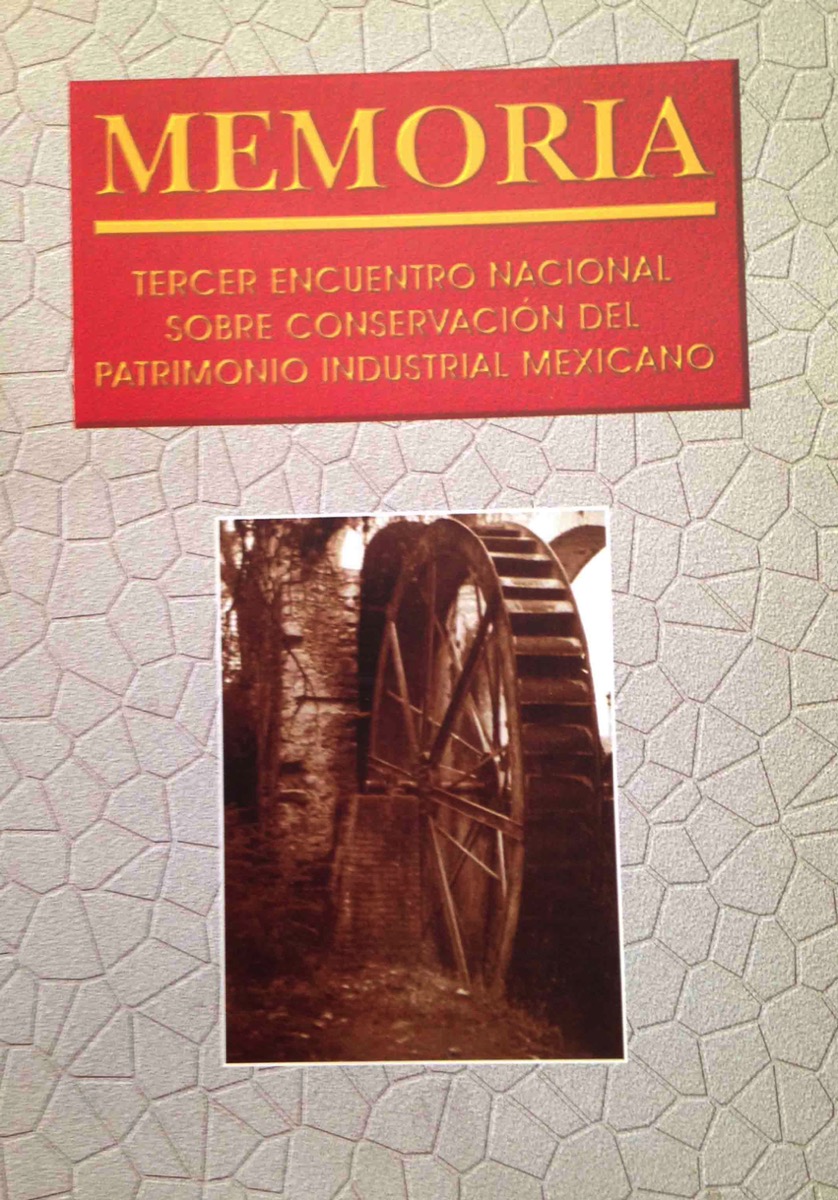 MEMORIA
TERCER ENCUENTRO NACIONAL
SOBRE CONSERVACIÓN DEL
PATRIMONIO INDUSTRIAL MEXICANO